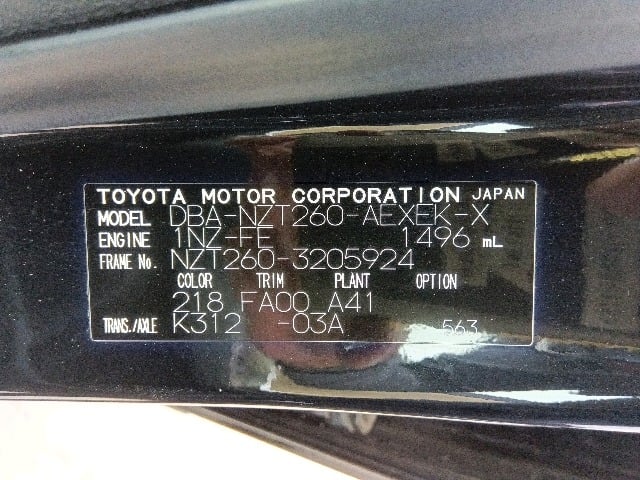 TOYOTA MOTOR CORPORATION JAPAN
MODEL DBA-NZT260-AEXEK-X
ENGINE 1NZ-FE 1496 mL
FRAME No. NZT260-3205924
COLOR TRIM PLANT OPTION
218 FA00 A41
TRANS./AXLE K312 -03A 563